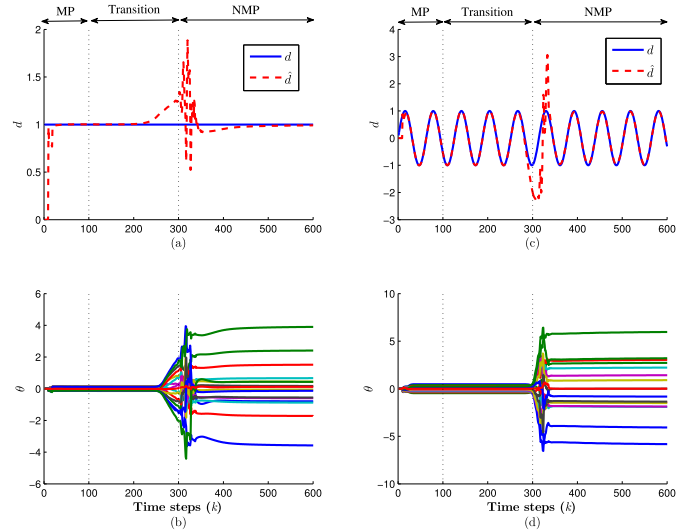 MP Transition NMP
2
1.5
1
0.5
0
d
d
d̂
0 100 200 300 400 500 600
(a)
MP Transition NMP
4
3
2
1
0
−1
−2
−3
d
d
d̂
0 100 200 300 400 500 600
(c)
6
4
2
0
−2
−4
−6
θ
0 100 200 300 400 500 600
Time steps (k)
(b)
10
5
0
−5
−10
θ
0 100 200 300 400 500 600
Time steps (k)
(d)